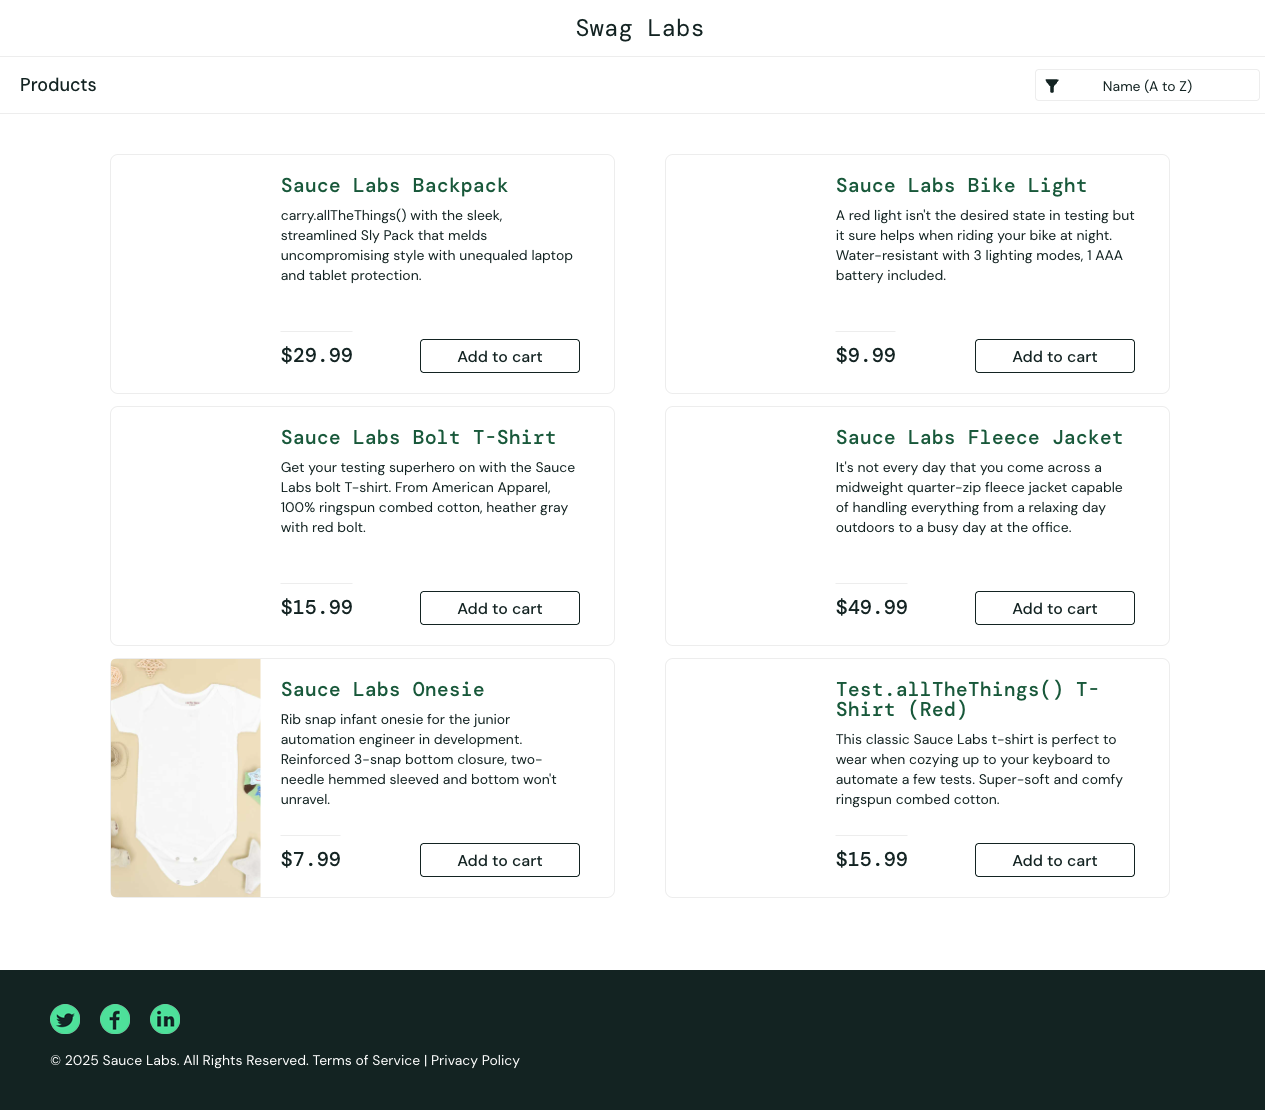 Swag Labs
Products
Name (A to Z)
Sauce Labs Backpack
carry.allTheThings() with the sleek,
streamlined Sly Pack that melds
uncompromising style with unequaled laptop
and tablet protection.
$29.99
Add to cart
Sauce Labs Bike Light
A red light isn't the desired state in testing but
it sure helps when riding your bike at night.
Water-resistant with 3 lighting modes, 1 AAA
battery included.
$9.99
Add to cart
Sauce Labs Bolt T-Shirt
Get your testing superhero on with the Sauce
Labs bolt T-shirt. From American Apparel,
100% ringspun combed cotton, heather gray
with red bolt.
$15.99
Add to cart
Sauce Labs Fleece Jacket
It's not every day that you come across a
midweight quarter-zip fleece jacket capable
of handling everything from a relaxing day
outdoors to a busy day at the office.
$49.99
Add to cart
Sauce Labs Onesie
Rib snap infant onesie for the junior
automation engineer in development.
Reinforced 3-snap bottom closure, two-
needle hemmed sleeved and bottom won't
unravel.
$7.99
Add to cart
Test.allTheThings() T-
Shirt (Red)
This classic Sauce Labs t-shirt is perfect to
wear when cozying up to your keyboard to
automate a few tests. Super-soft and comfy
ringspun combed cotton.
$15.99
Add to cart
© 2025 Sauce Labs. All Rights Reserved. Terms of Service | Privacy Policy